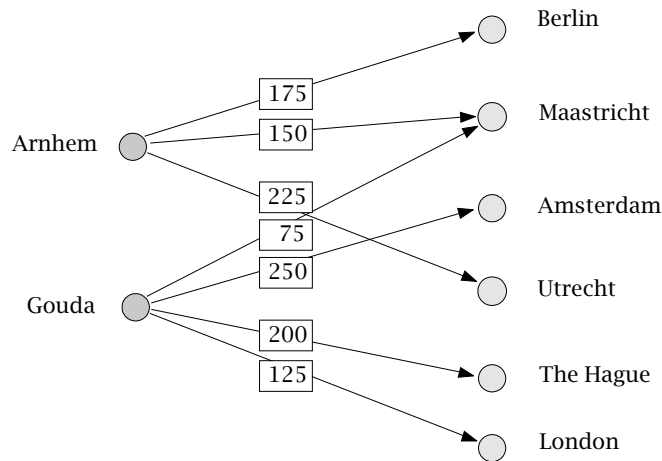 Berlin
175
Maastricht
150
Arnhem
225
Amsterdam
75
250
Utrecht
Gouda
200
The Hague
125
London